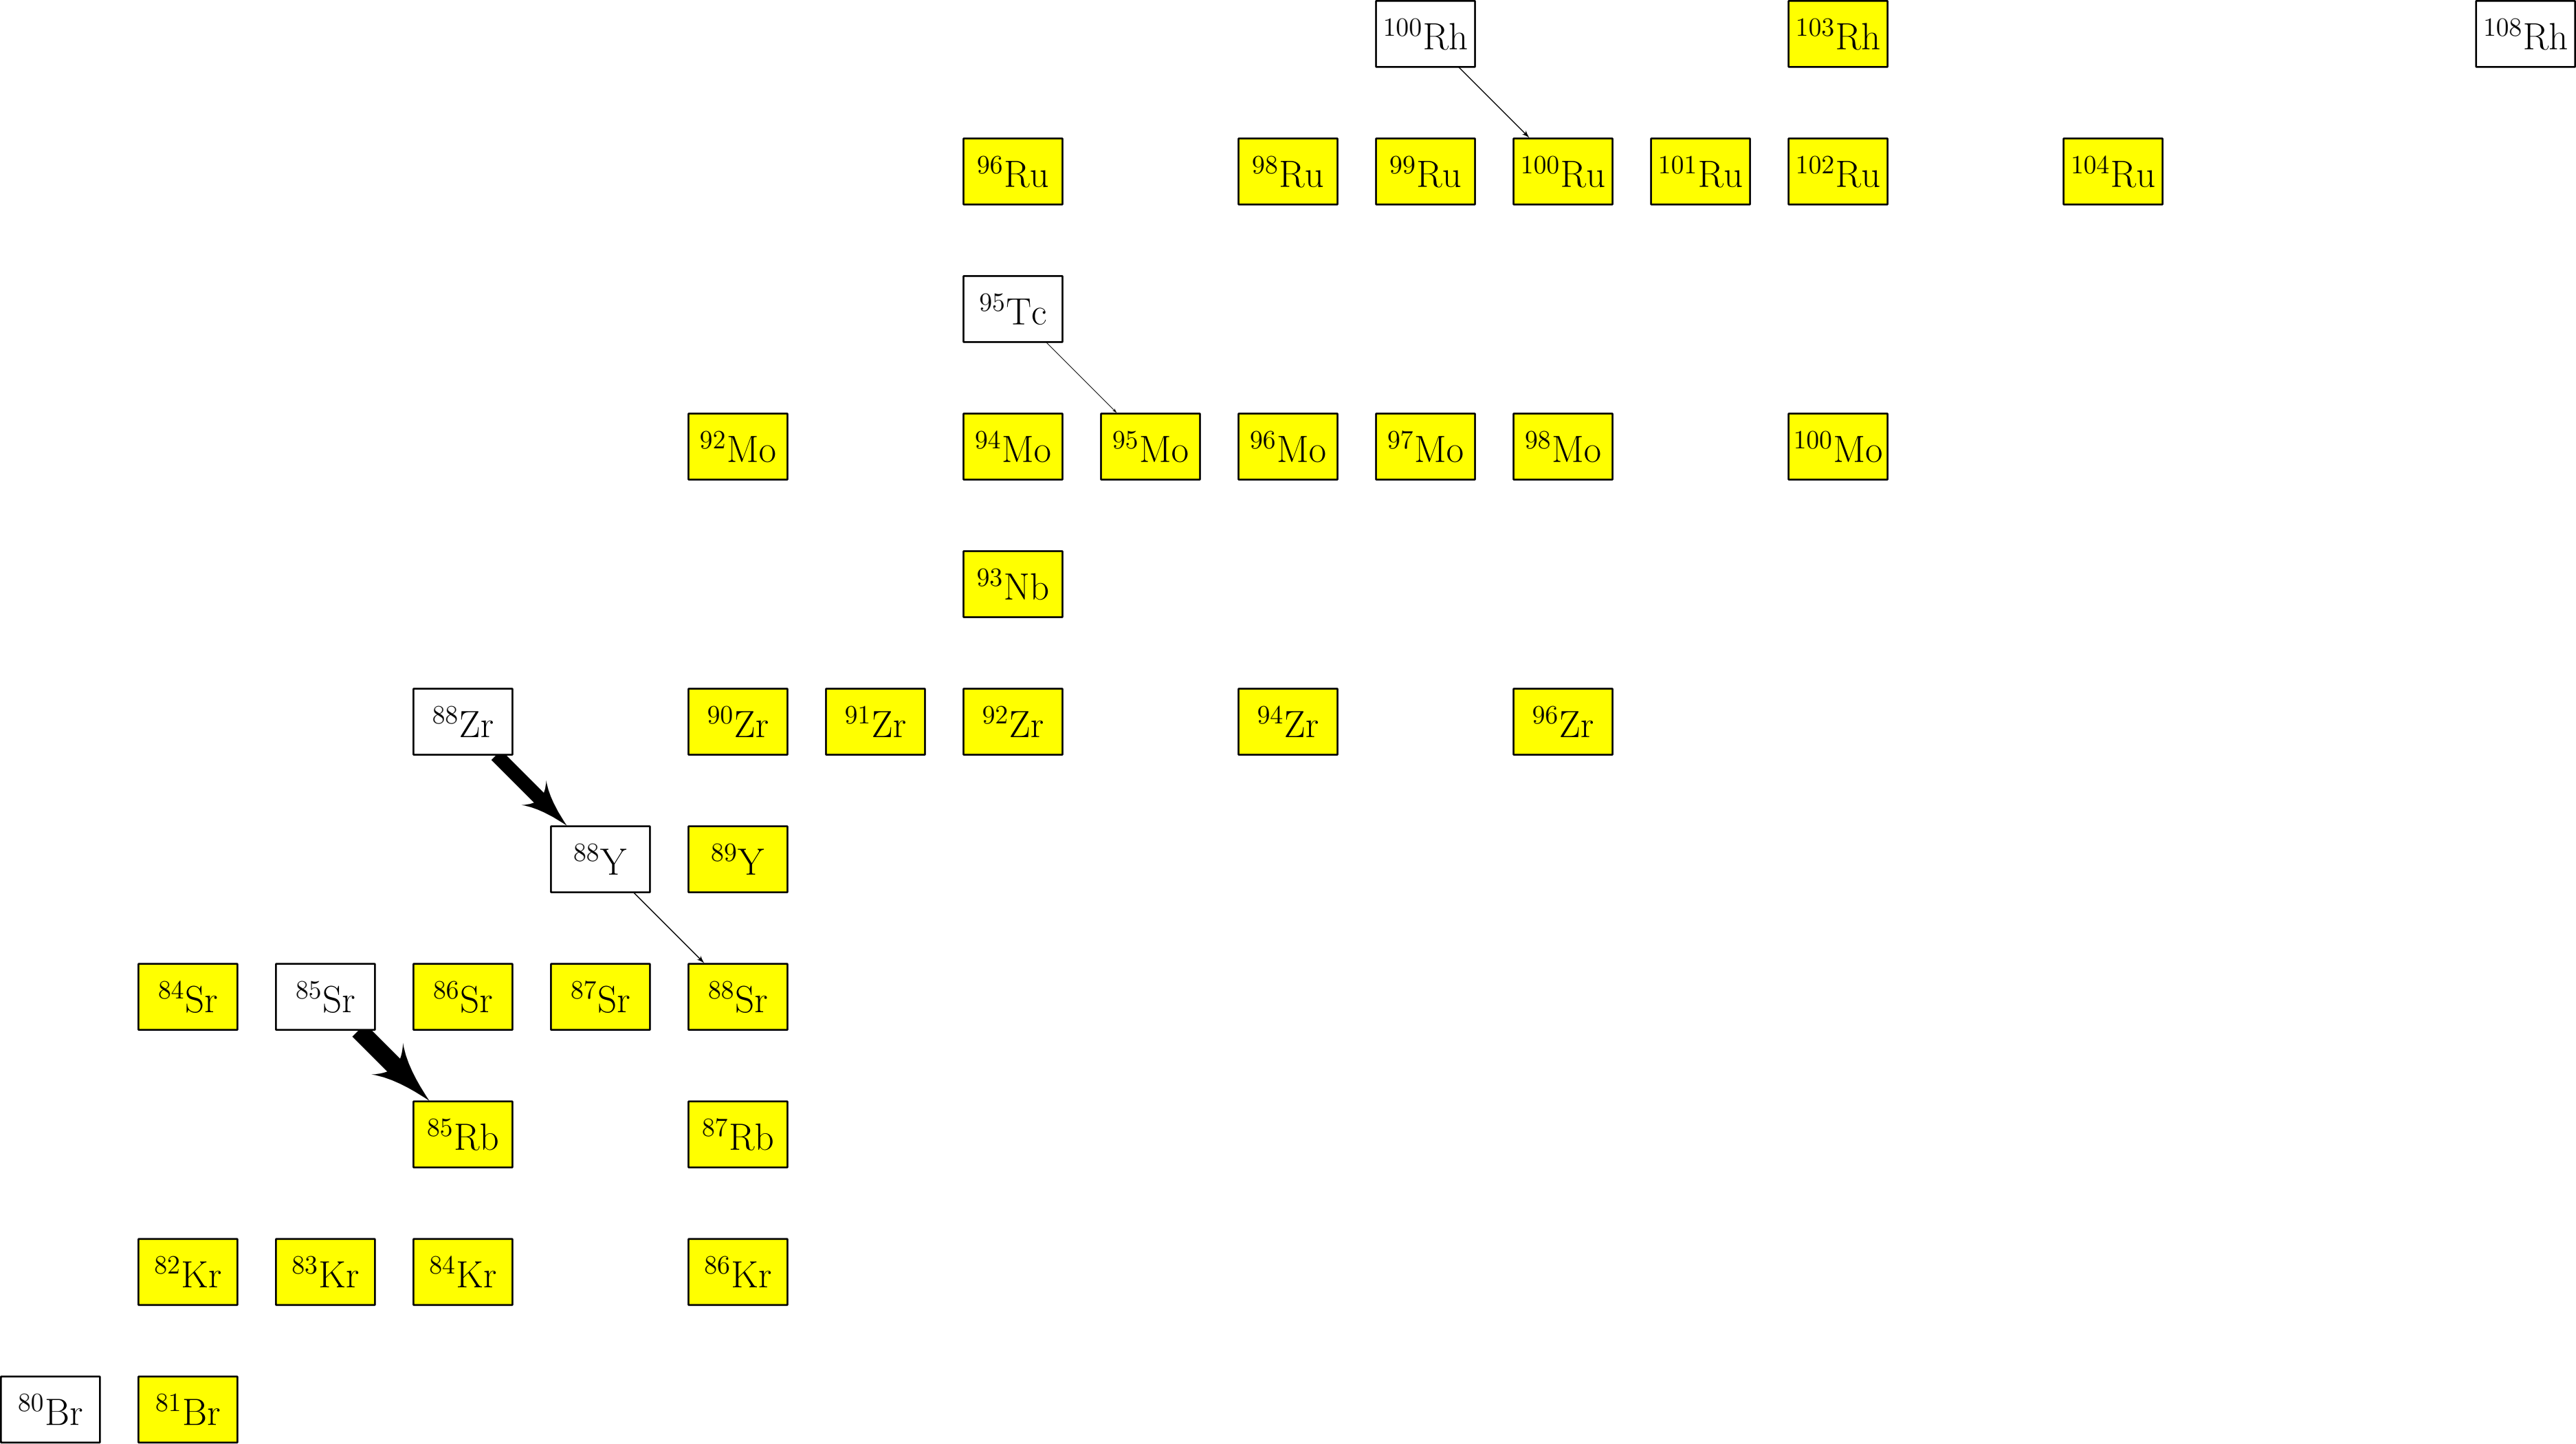 ¹⁰⁰Rh ¹⁰³Rh ¹⁰⁸Rh
⁹⁶Ru ⁹⁸Ru ⁹⁹Ru ¹⁰⁰Ru ¹⁰¹Ru ¹⁰²Ru ¹⁰⁴Ru
⁹⁵Tc
⁹²Mo ⁹⁴Mo ⁹⁵Mo ⁹⁶Mo ⁹⁷Mo ⁹⁸Mo ¹⁰⁰Mo
⁹³Nb
⁸⁸Zr ⁹⁰Zr ⁹¹Zr ⁹²Zr ⁹⁴Zr ⁹⁶Zr
⁸⁸Y ⁸⁹Y
⁸⁴Sr ⁸⁵Sr ⁸⁶Sr ⁸⁷Sr ⁸⁸Sr
⁸⁵Rb ⁸⁷Rb
⁸²Kr ⁸³Kr ⁸⁴Kr ⁸⁶Kr
⁸⁰Br ⁸¹Br